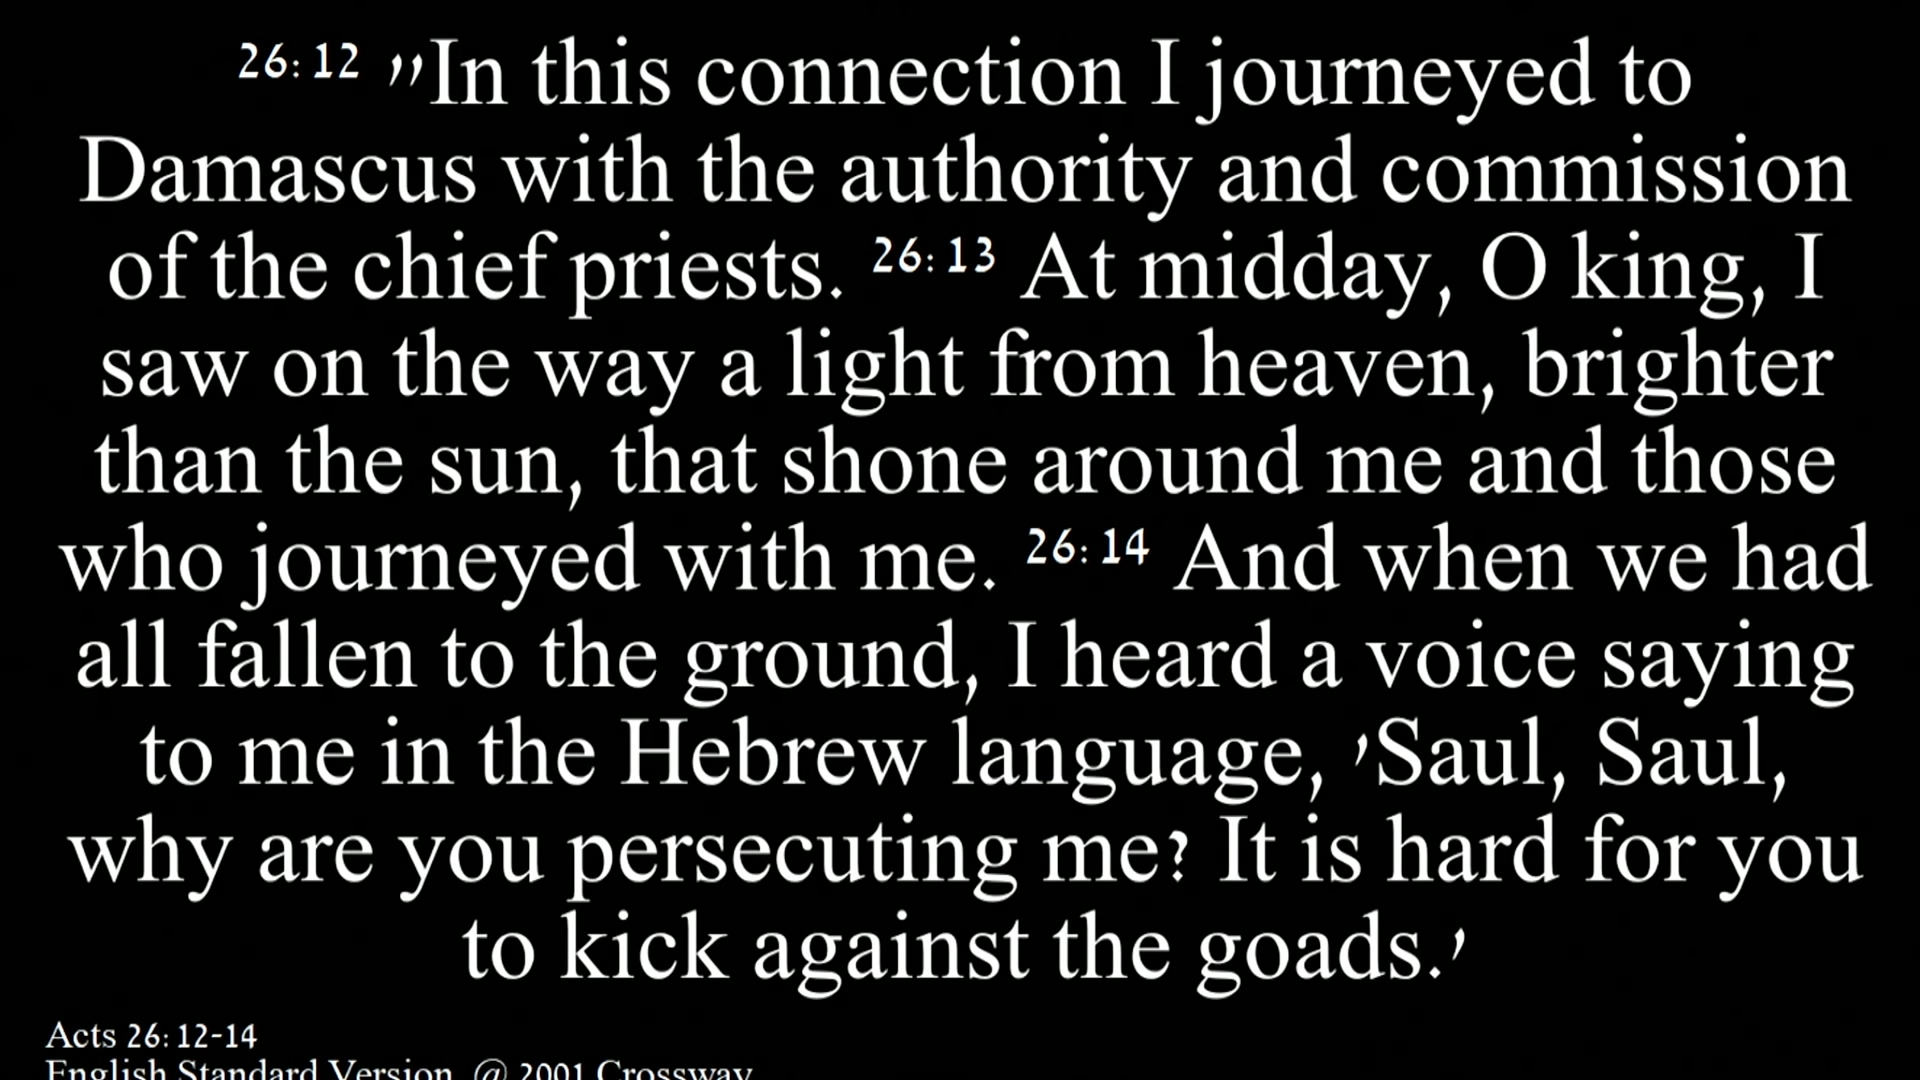 26:12 "In this connection I journeyed to
Damascus with the authority and commission
of the chief priests. 26:13 At midday, O king, I
saw on the way a light from heaven, brighter
than the sun, that shone around me and those
who journeyed with me. 26:14 And when we had
all fallen to the ground, I heard a voice saying
to me in the Hebrew language, 'Saul, Saul,
why are you persecuting me? It is hard for you
to kick against the goads.'
Acts 26:12-14
English Standard Version, @ 2001 Crossway